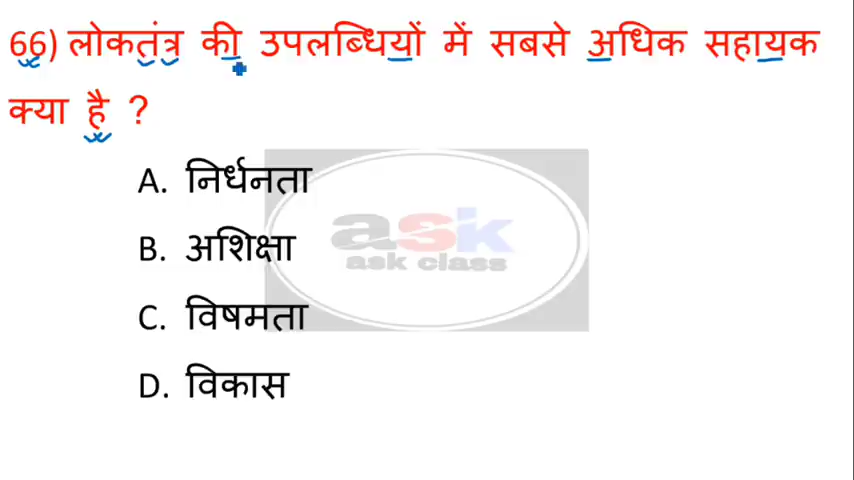 66) लोकतंत्र की उपलब्धियों में सबसे अधिक सहायक
क्या है ?
A. निर्धनता
B. अशिक्षा
ask
ask class
C. विषमता
D. विकास